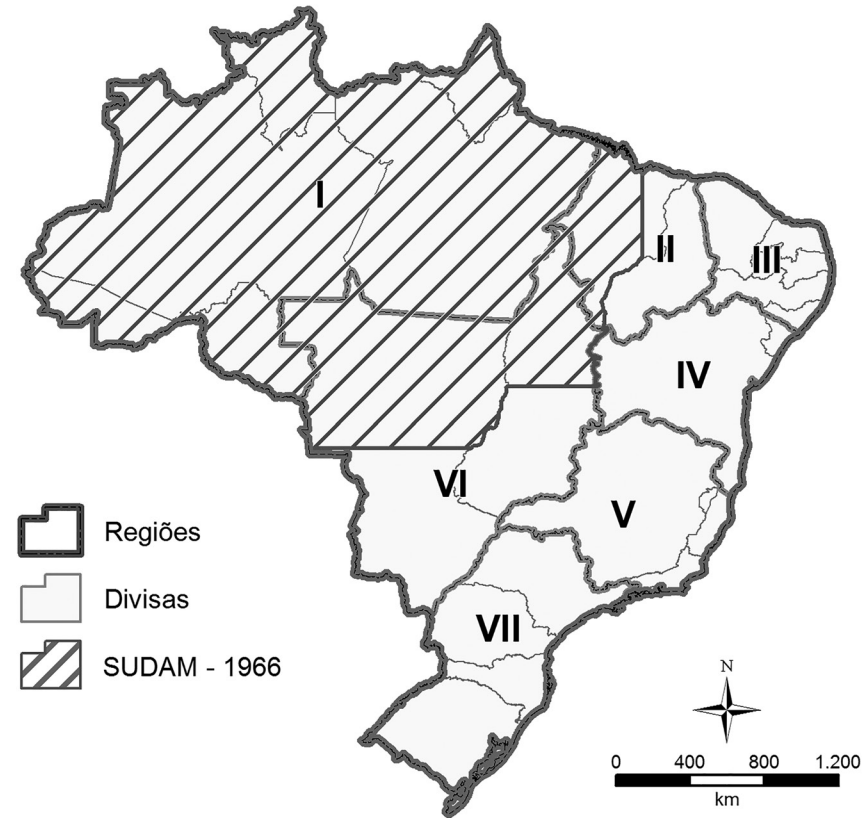 I
II
III
IV
VI
V
VII
Regiões
Divisas
SUDAM - 1966
N
0 400 800 1.200
km